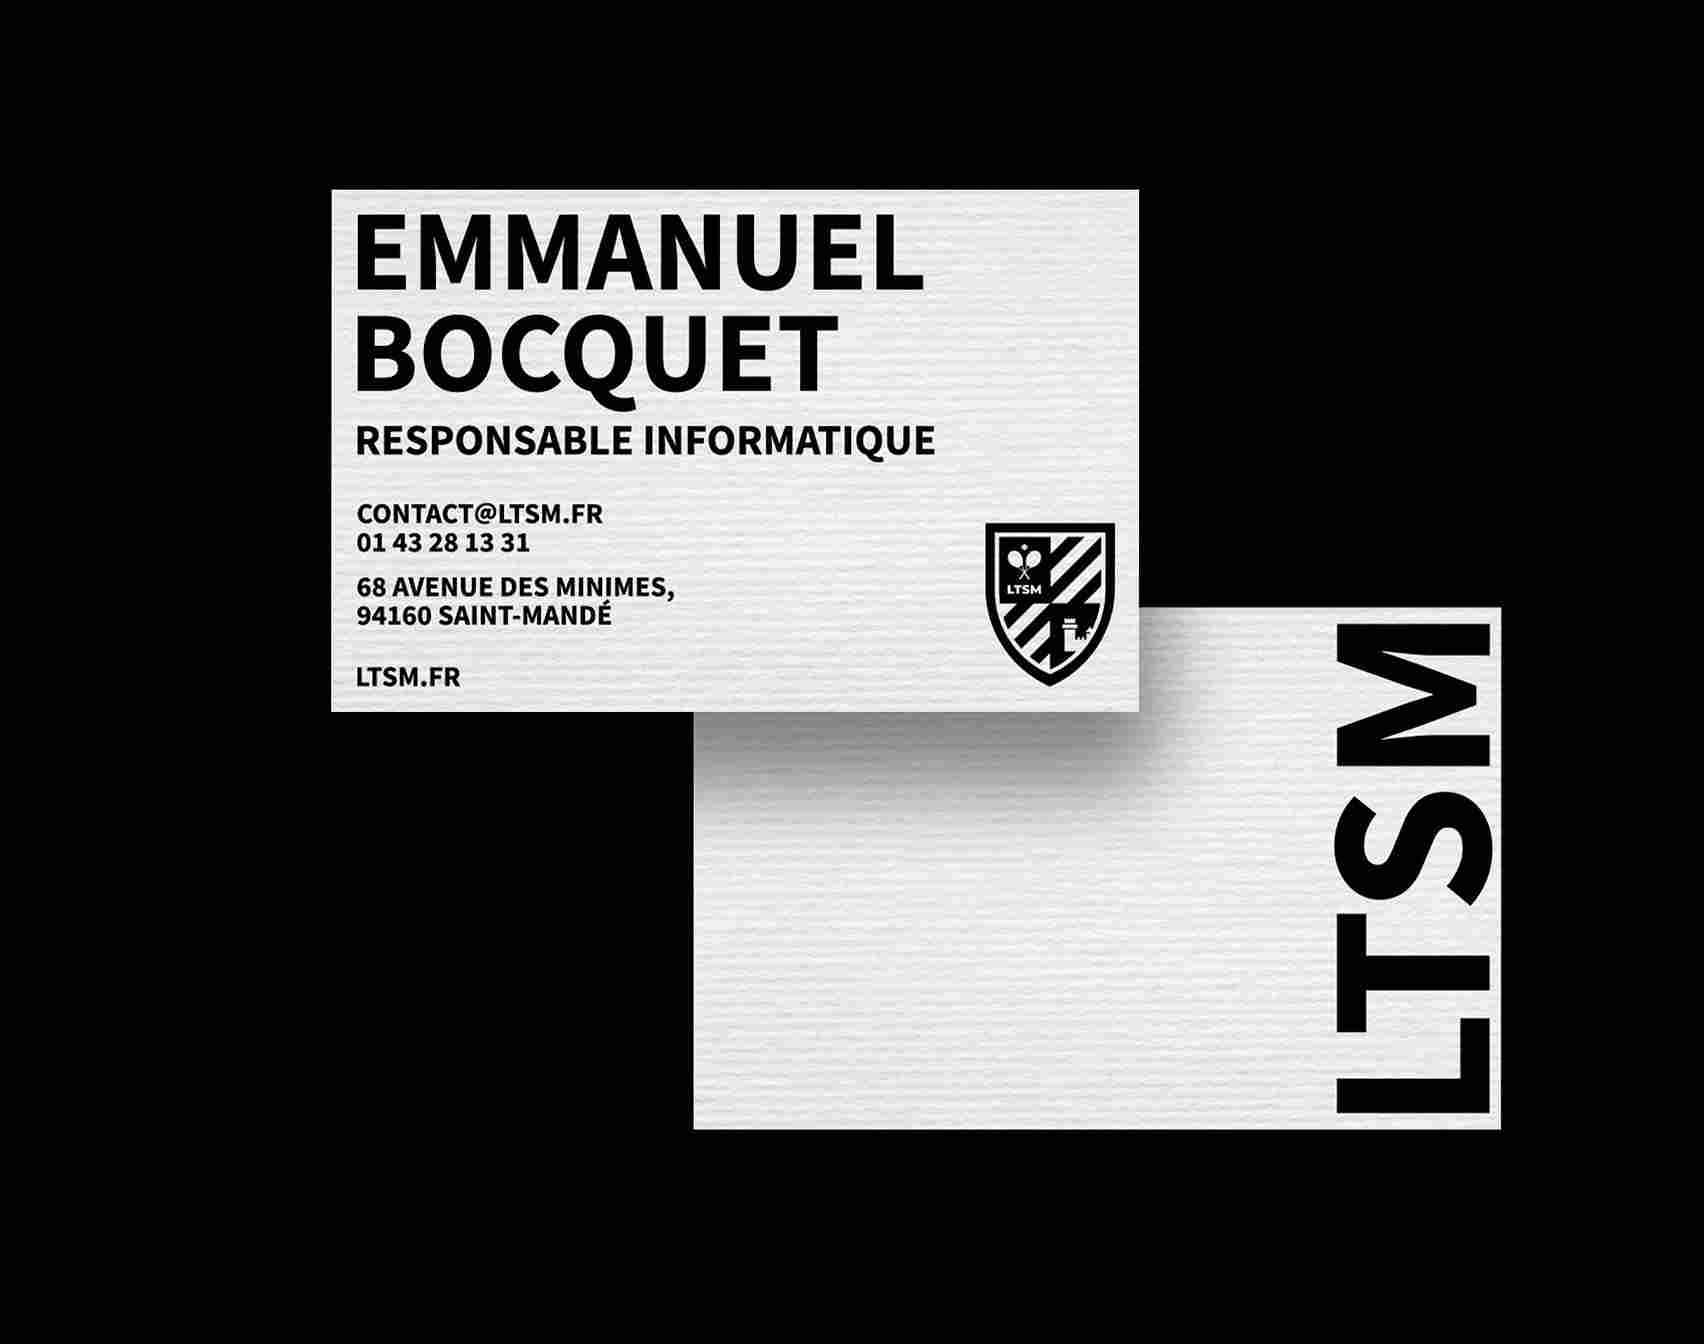 EMMANUEL
BOCQUET
RESPONSABLE INFORMATIQUE
CONTACT@LTSM.FR
01 43 28 13 31
68 AVENUE DES MINIMES,
94160 SAINT-MANDÉ
LTSM.FR
LTSM
LTSM